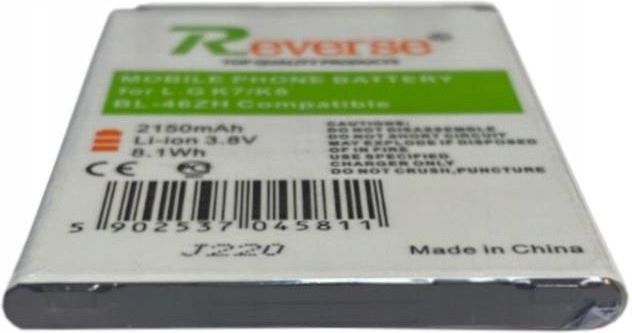 Reverse®
TOP QUALITY PRODUCTS
MOBILE PHONE BATTERY
for L G K7/K8
BL-46ZH Compatible
2150mAh
Li-ion 3.8V
8.1Wh
CE
DO NOT DISASSEMBLE
DO NOT SHORT CIRCUIT
MAY EXPLODE IF DISPOSED
OF IN FIRE
USE SPECIFIED
CHARGER ONLY
DO NOT CRUSH, PUNCTURE
5 902537 045811
J220
Made in China